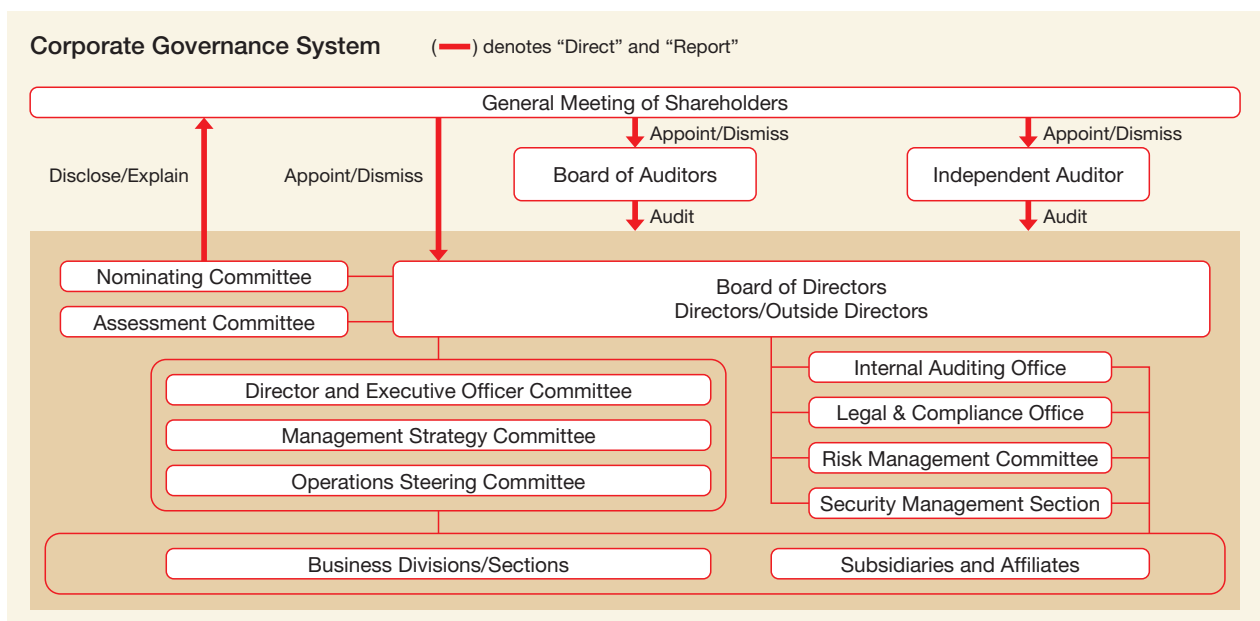 Corporate Governance System
( ) denotes “Direct” and “Report”
General Meeting of Shareholders
Disclose/Explain
Appoint/Dismiss
Appoint/Dismiss
Appoint/Dismiss
Board of Auditors
Independent Auditor
Audit
Audit
Nominating Committee
Assessment Committee
Board of Directors
Directors/Outside Directors
Director and Executive Officer Committee
Management Strategy Committee
Operations Steering Committee
Internal Auditing Office
Legal & Compliance Office
Risk Management Committee
Security Management Section
Business Divisions/Sections
Subsidiaries and Affiliates